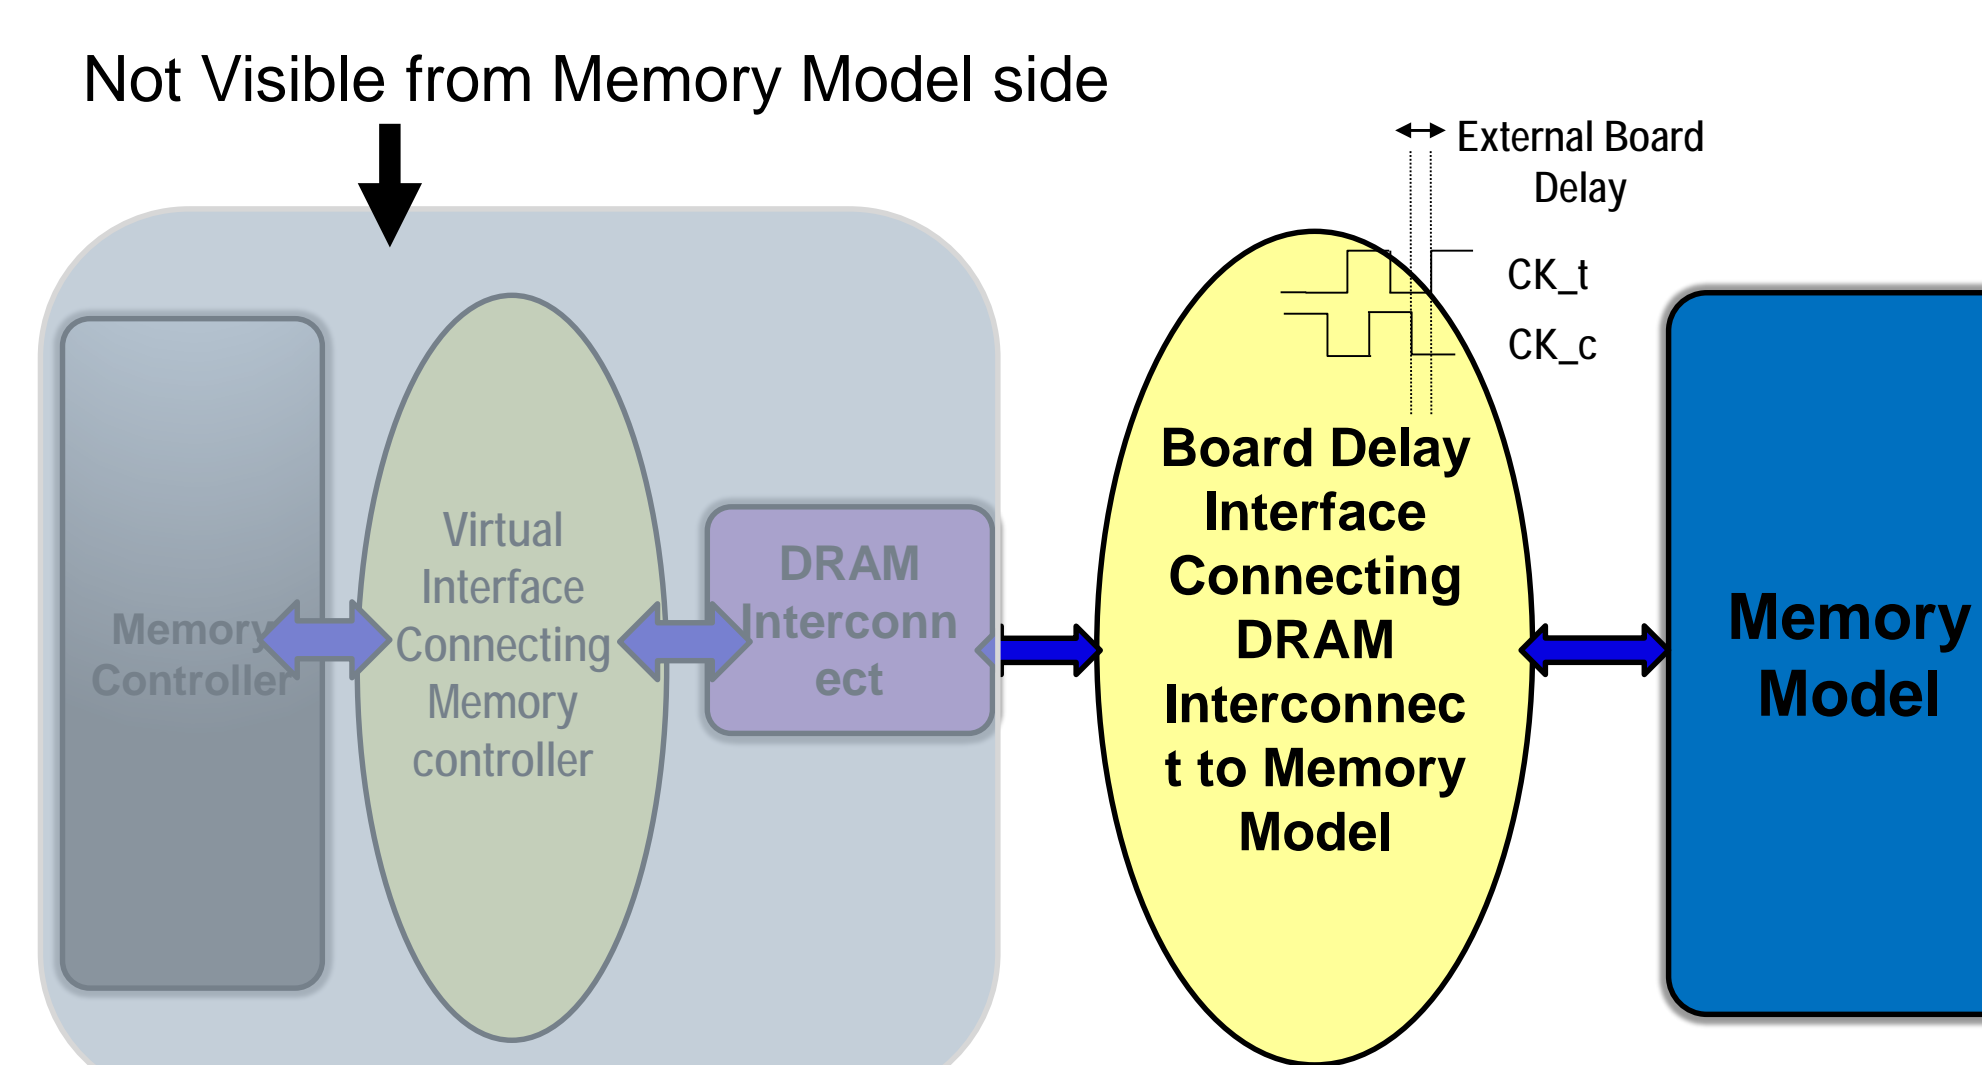 Not Visible from Memory Model side
External Board
Delay
CK_t
CK_c
Memory
Controller
Virtual
Interface
Connecting
Memory
controller
DRAM
Interconn
ect
Board Delay
Interface
Connecting
DRAM
Interconnec
t to Memory
Model
Memory
Model